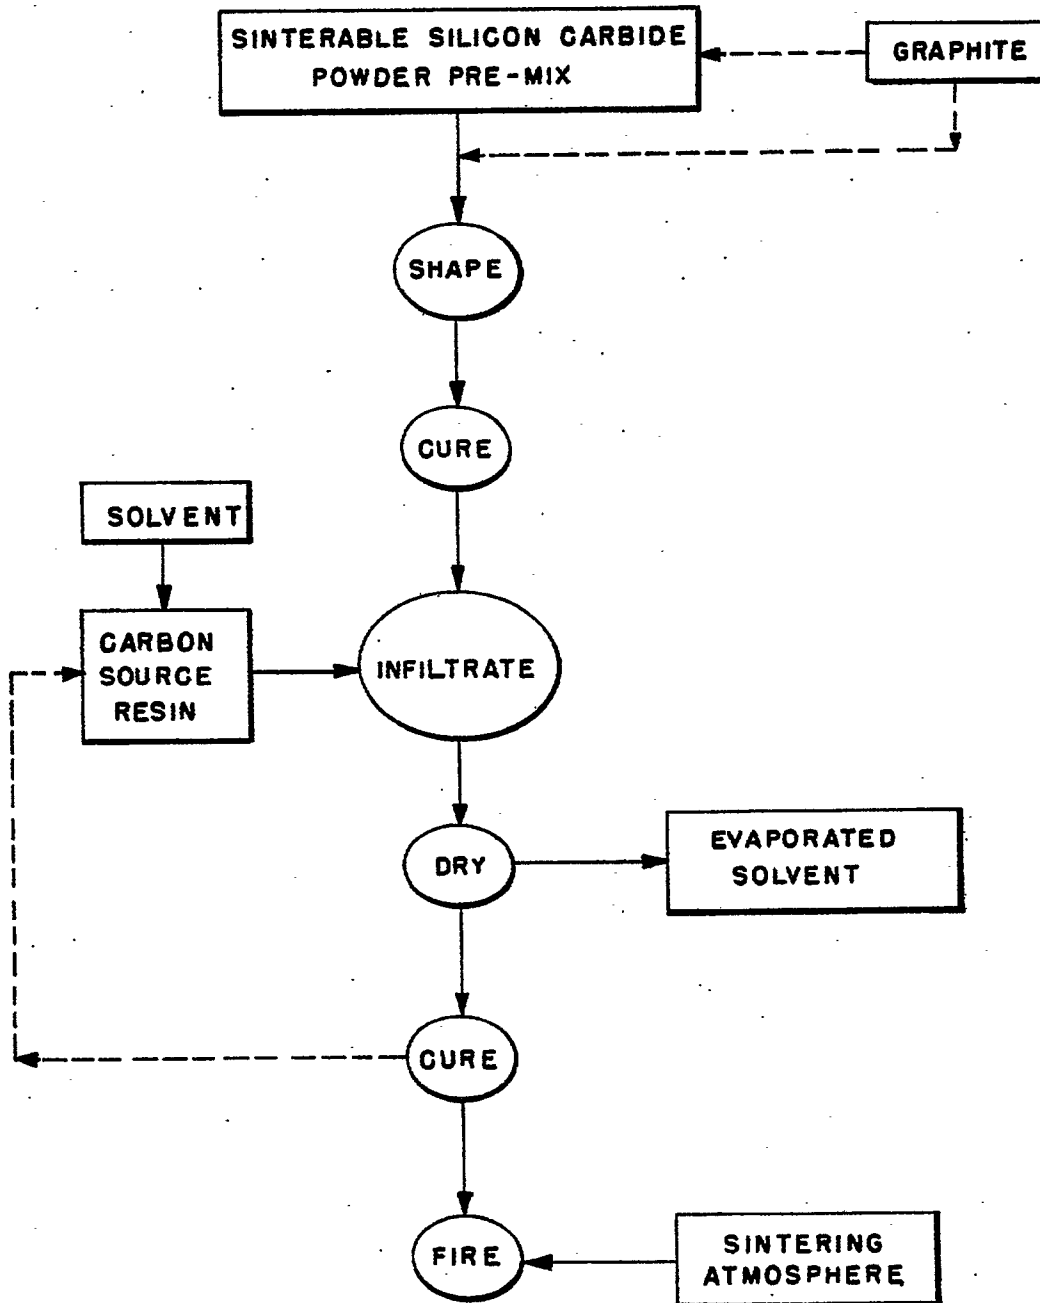 SINTERABLE SILICON CARBIDE
POWDER PRE-MIX
GRAPHITE
SHAPE
CURE
SOLVENT
CARBON
SOURCE
RESIN
INFILTRATE
DRY
EVAPORATED
SOLVENT
CURE
FIRE
SINTERING
ATMOSPHERE